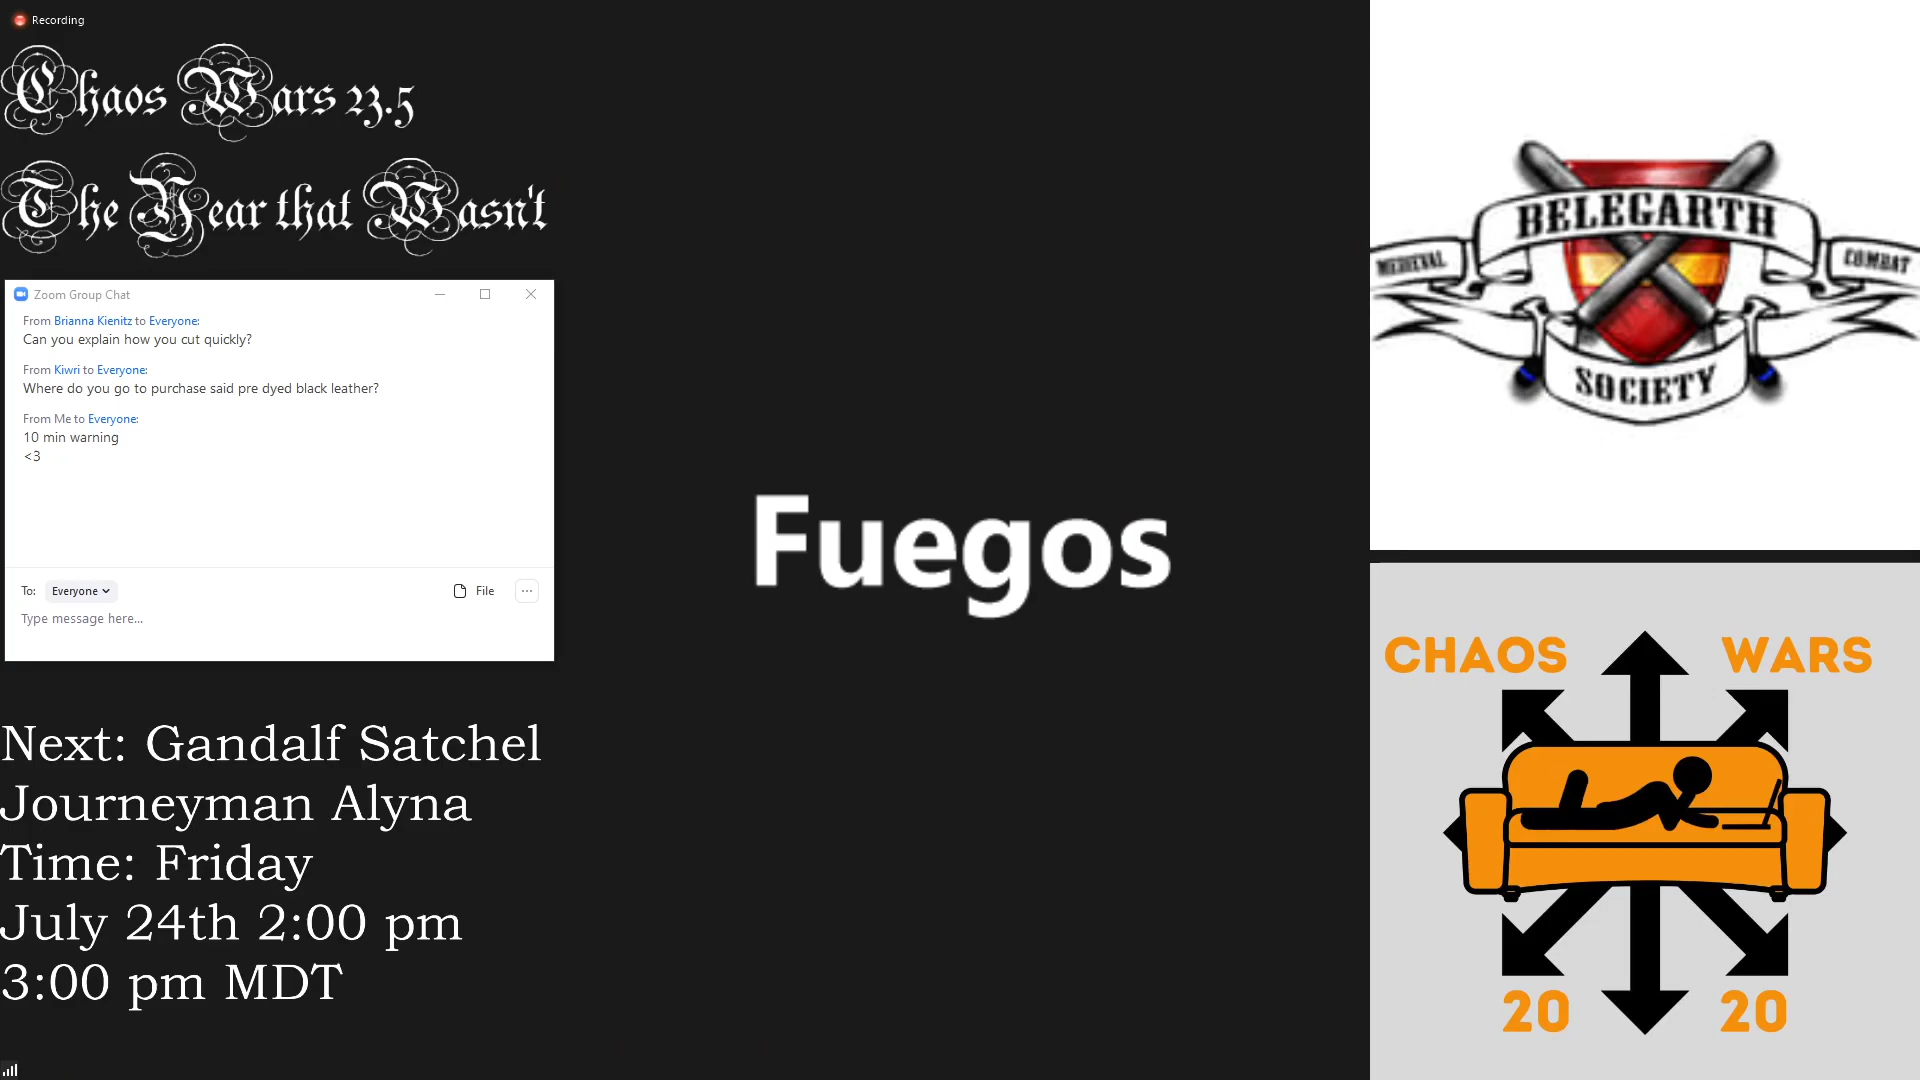 Recording
Chaos Wars 23.5
The Year that Wasn't
Zoom Group Chat
From Brianna Kienitz to Everyone:
Can you explain how you cut quickly?
From Kiwri to Everyone:
Where do you go to purchase said pre dyed black leather?
From Me to Everyone:
10 min warning
<3
To: Everyone
File
Type message here...
Next: Gandalf Satchel
Journeyman Alyna
Time: Friday
July 24th 2:00 pm
3:00 pm MDT
Fuegos
BELEGARTH
MEDIEVAL
COMBAT
SOCIETY
CHAOS WARS
20 20